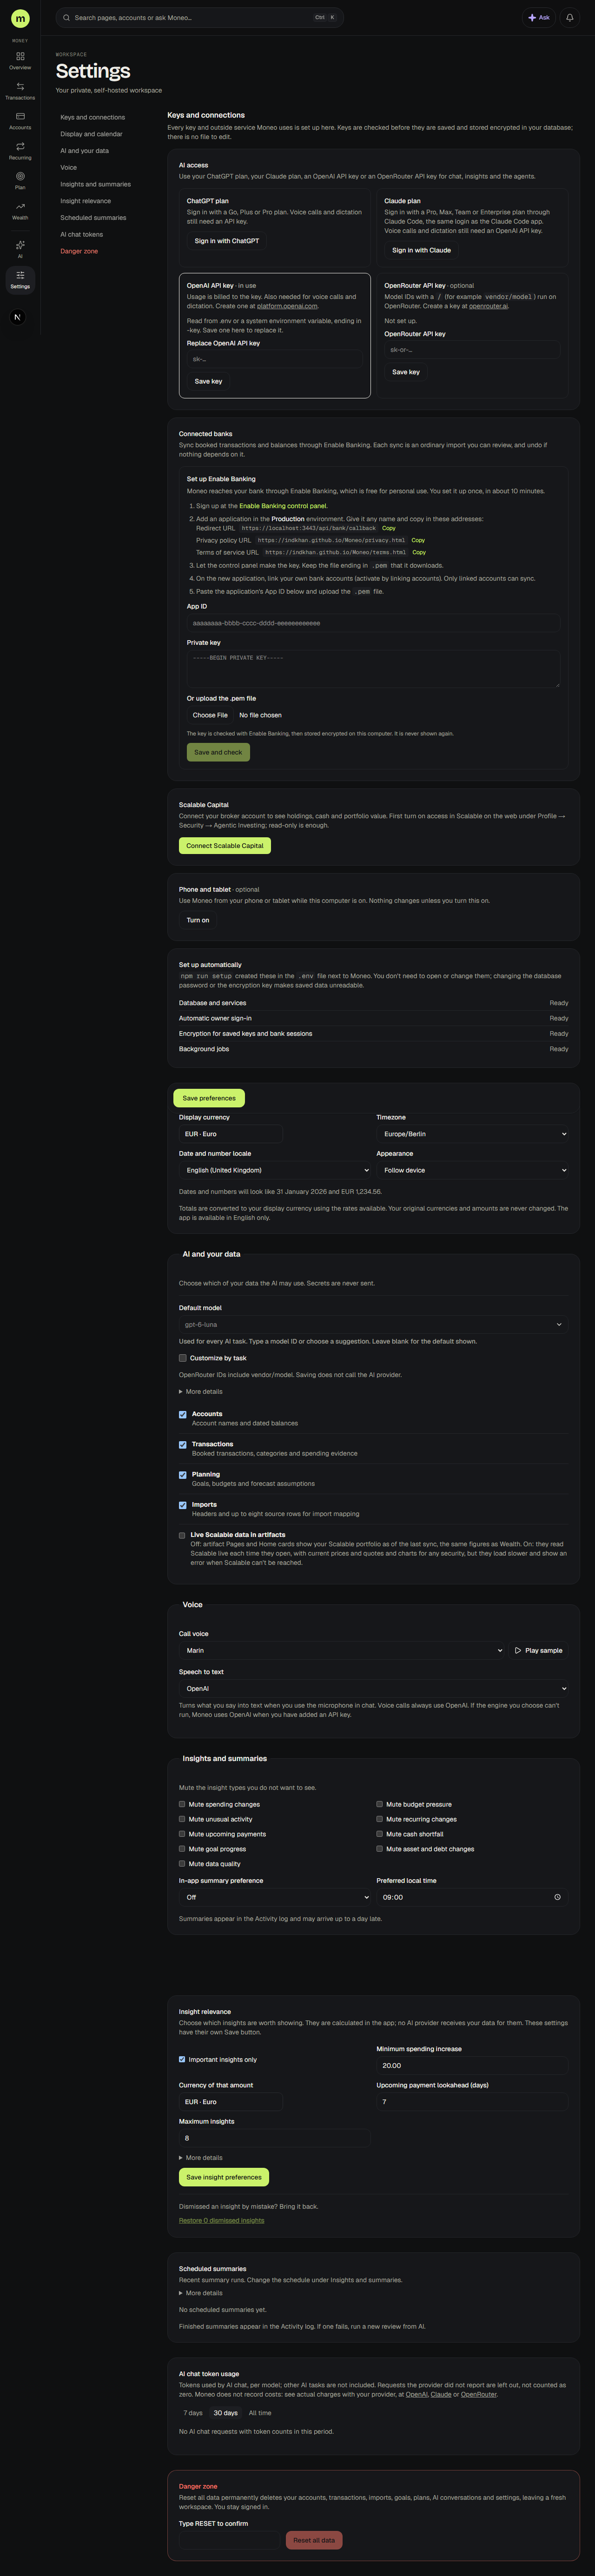 m
Search pages, accounts or ask Moneo...
Ctrl K
Ask
MONEY
Overview
Transactions
Accounts
Recurring
Plan
Wealth
AI
Settings
N
WORKSPACE
Settings
Your private, self-hosted workspace
Keys and connections
Display and calendar
AI and your data
Voice
Insights and summaries
Insight relevance
Scheduled summaries
AI chat tokens
Danger zone
Keys and connections
Every key and outside service Moneo uses is set up here. Keys are checked before they are saved and stored encrypted in your database;
there is no file to edit.
AI access
Use your ChatGPT plan, your Claude plan, an OpenAI API key or an OpenRouter API key for chat, insights and the agents.
ChatGPT plan
Sign in with a Go, Plus or Pro plan. Voice calls and dictation
still need an API key.
Sign in with ChatGPT
Claude plan
Sign in with a Pro, Max, Team or Enterprise plan through
Claude Code, the same login as the Claude Code app.
Voice calls and dictation still need an OpenAI API key.
Sign in with Claude
OpenAI API key · in use
Usage is billed to the key. Also needed for voice calls and
dictation. Create one at platform.openai.com.
Read from .env or a system environment variable, ending in
-key. Save one here to replace it.
Replace OpenAI API key
sk-...
Save key
OpenRouter API key · optional
Model IDs with a / (for example vendor/model) run on
OpenRouter. Create a key at openrouter.ai.
Not set up.
OpenRouter API key
sk-or-...
Save key
Connected banks
Sync booked transactions and balances through Enable Banking. Each sync is an ordinary import you can review, and undo if
nothing depends on it.
Set up Enable Banking
Moneo reaches your bank through Enable Banking, which is free for personal use. You set it up once, in about 10 minutes.
1. Sign up at the Enable Banking control panel.
2. Add an application in the Production environment. Give it any name and copy in these addresses:
Redirect URL https://localhost:3443/api/bank/callback Copy
Privacy policy URL https://indkhan.github.io/Moneo/privacy.html Copy
Terms of service URL https://indkhan.github.io/Moneo/terms.html Copy
3. Let the control panel make the key. Keep the file ending in .pem that it downloads.
4. On the new application, link your own bank accounts (activate by linking accounts). Only linked accounts can sync.
5. Paste the application's App ID below and upload the .pem file.
App ID
aaaaaaaa-bbbb-cccc-dddd-eeeeeeeeeeee
Private key
-----BEGIN PRIVATE KEY-----
Or upload the .pem file
Choose File No file chosen
The key is checked with Enable Banking, then stored encrypted on this computer. It is never shown again.
Save and check
Scalable Capital
Connect your broker account to see holdings, cash and portfolio value. First turn on access in Scalable on the web under Profile →
Security → Agentic Investing; read-only is enough.
Connect Scalable Capital
Phone and tablet · optional
Use Moneo from your phone or tablet while this computer is on. Nothing changes unless you turn this on.
Turn on
Set up automatically
npm run setup created these in the .env file next to Moneo. You don't need to open or change them; changing the database
password or the encryption key makes saved data unreadable.
Database and services Ready
Automatic owner sign-in Ready
Encryption for saved keys and bank sessions Ready
Background jobs Ready
Save preferences
Display currency
EUR · Euro
Timezone
Europe/Berlin
Date and number locale
English (United Kingdom)
Appearance
Follow device
Dates and numbers will look like 31 January 2026 and EUR 1,234.56.
Totals are converted to your display currency using the rates available. Your original currencies and amounts are never changed. The
app is available in English only.
AI and your data
Choose which of your data the AI may use. Secrets are never sent.
Default model
gpt-6-luna
Used for every AI task. Type a model ID or choose a suggestion. Leave blank for the default shown.
Customize by task
OpenRouter IDs include vendor/model. Saving does not call the AI provider.
More details
Accounts
Account names and dated balances
Transactions
Booked transactions, categories and spending evidence
Planning
Goals, budgets and forecast assumptions
Imports
Headers and up to eight source rows for import mapping
Live Scalable data in artifacts
Off: artifact Pages and Home cards show your Scalable portfolio as of the last sync, the same figures as Wealth. On: they read
Scalable live each time they open, with current prices and quotes and charts for any security, but they load slower and show an
error when Scalable can't be reached.
Voice
Call voice
Marin
Play sample
Speech to text
OpenAI
Turns what you say into text when you use the microphone in chat. Voice calls always use OpenAI. If the engine you choose can't
run, Moneo uses OpenAI when you have added an API key.
Insights and summaries
Mute the insight types you do not want to see.
Mute spending changes
Mute budget pressure
Mute unusual activity
Mute recurring changes
Mute upcoming payments
Mute cash shortfall
Mute goal progress
Mute asset and debt changes
Mute data quality
In-app summary preference
Off
Preferred local time
09:00
Summaries appear in the Activity log and may arrive up to a day late.
Insight relevance
Choose which insights are worth showing. They are calculated in the app; no AI provider receives your data for them. These settings
have their own Save button.
Important insights only
Minimum spending increase
20.00
Currency of that amount
EUR · Euro
Upcoming payment lookahead (days)
7
Maximum insights
8
More details
Save insight preferences
Dismissed an insight by mistake? Bring it back.
Restore 0 dismissed insights
Scheduled summaries
Recent summary runs. Change the schedule under Insights and summaries.
More details
No scheduled summaries yet.
Finished summaries appear in the Activity log. If one fails, run a new review from AI.
AI chat token usage
Tokens used by AI chat, per model; other AI tasks are not included. Requests the provider did not report are left out, not counted as
zero. Moneo does not record costs: see actual charges with your provider, at OpenAI, Claude or OpenRouter.
7 days 30 days All time
No AI chat requests with token counts in this period.
Danger zone
Reset all data permanently deletes your accounts, transactions, imports, goals, plans, AI conversations and settings, leaving a fresh
workspace. You stay signed in.
Type RESET to confirm
Reset all data